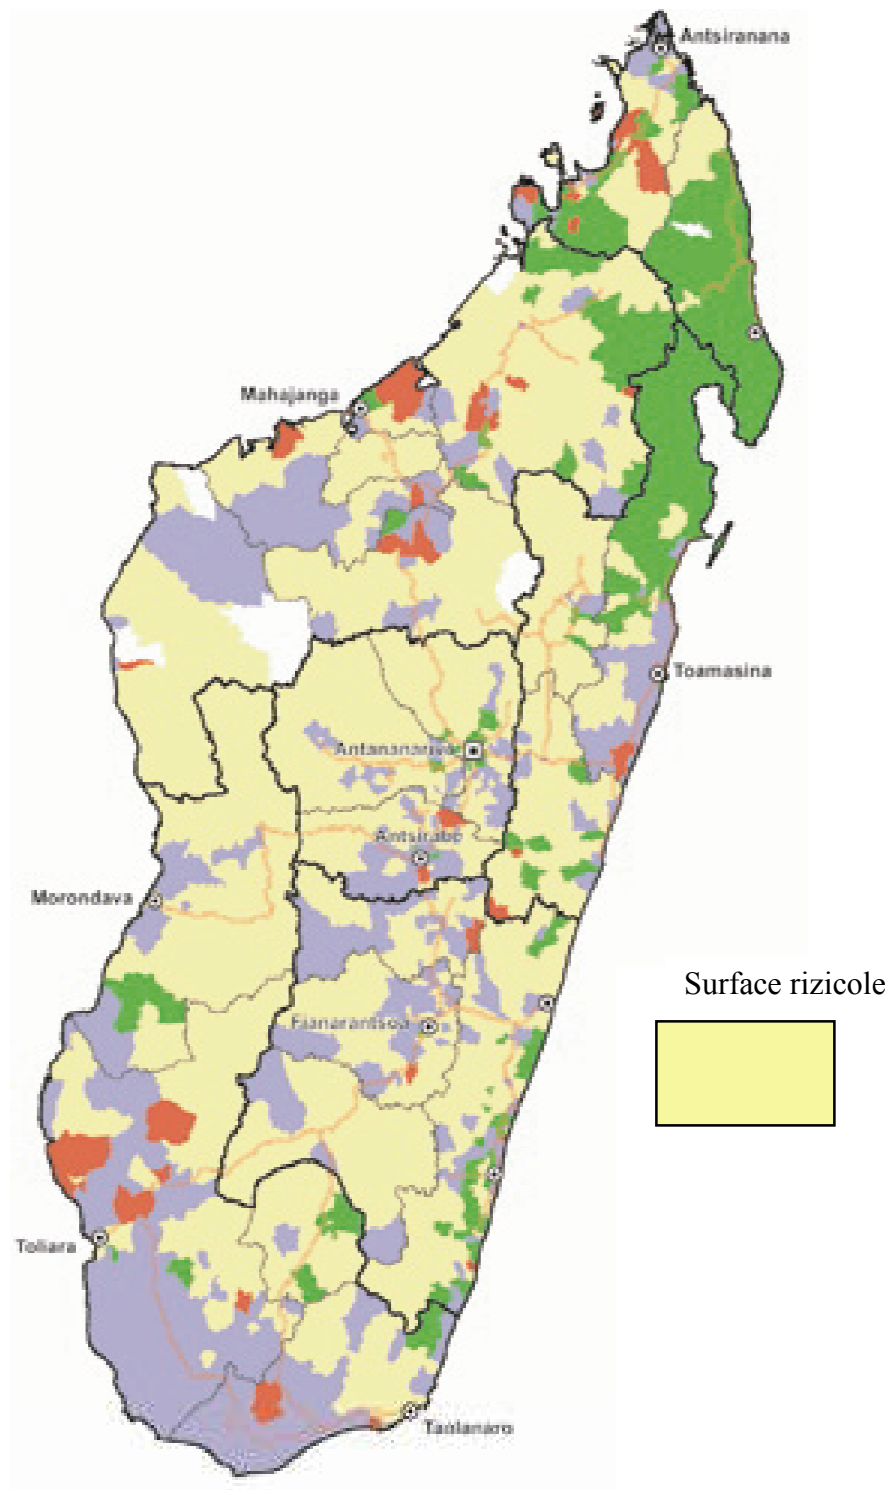 Antsiranana
Mahajanga
Toamasina
Antananarivo
Antsirabe
Morondava
Surface rizicole
Fianarantsoa
Toliara
Taolanaro